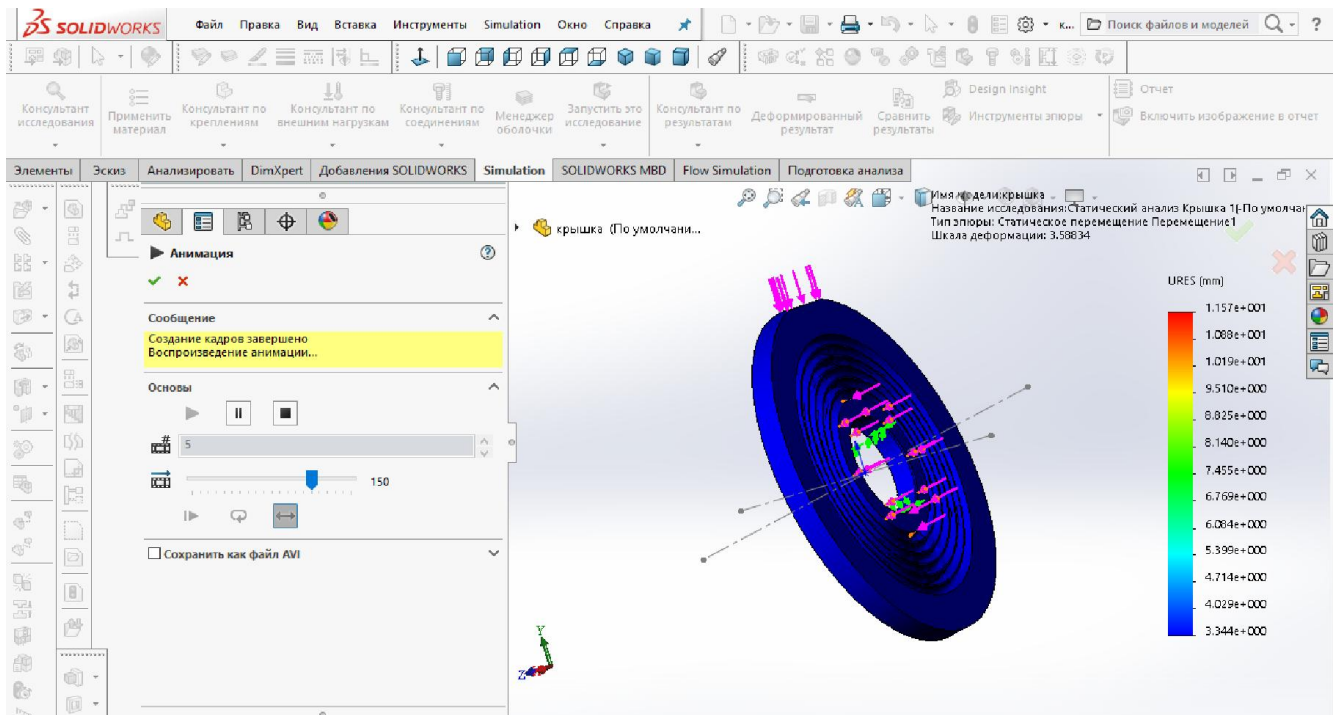 SOLIDWORKS
Файл Правка Вид Вставка Инструменты Simulation Окно Справка
к...
Поиск файлов и моделей
?
Консультант исследования
Применить материал
Консультант по креплениям
Консультант по внешним нагрузкам
Консультант по соединениям
Менеджер оболочки
Запустить это исследование
Консультант по результатам
Деформированный результат
Сравнить результаты
Design Insight
Инструменты эпюры
Отчет
Включить изображение в отчет
Элементы Эскиз Анализировать DimXpert Добавления SOLIDWORKS Simulation SOLIDWORKS MBD Flow Simulation Подготовка анализа
крышка (По умолчани...
Имя модели:крышка
Название исследования:Статический анализ Крышка 1(-По умолчан
Тип эпюры: Статическое перемещение Перемещение1
Шкала деформации: 3.58834
Анимация
Сообщение
Создание кадров завершено
Воспроизведение анимации...
Основы
5
150
Сохранить как файл AVI
URES (mm)
1.157e+001
1.088e+001
1.019e+001
9.510e+000
8.825e+000
8.140e+000
7.455e+000
6.769e+000
6.084e+000
5.399e+000
4.714e+000
4.029e+000
3.344e+000
Y
Z